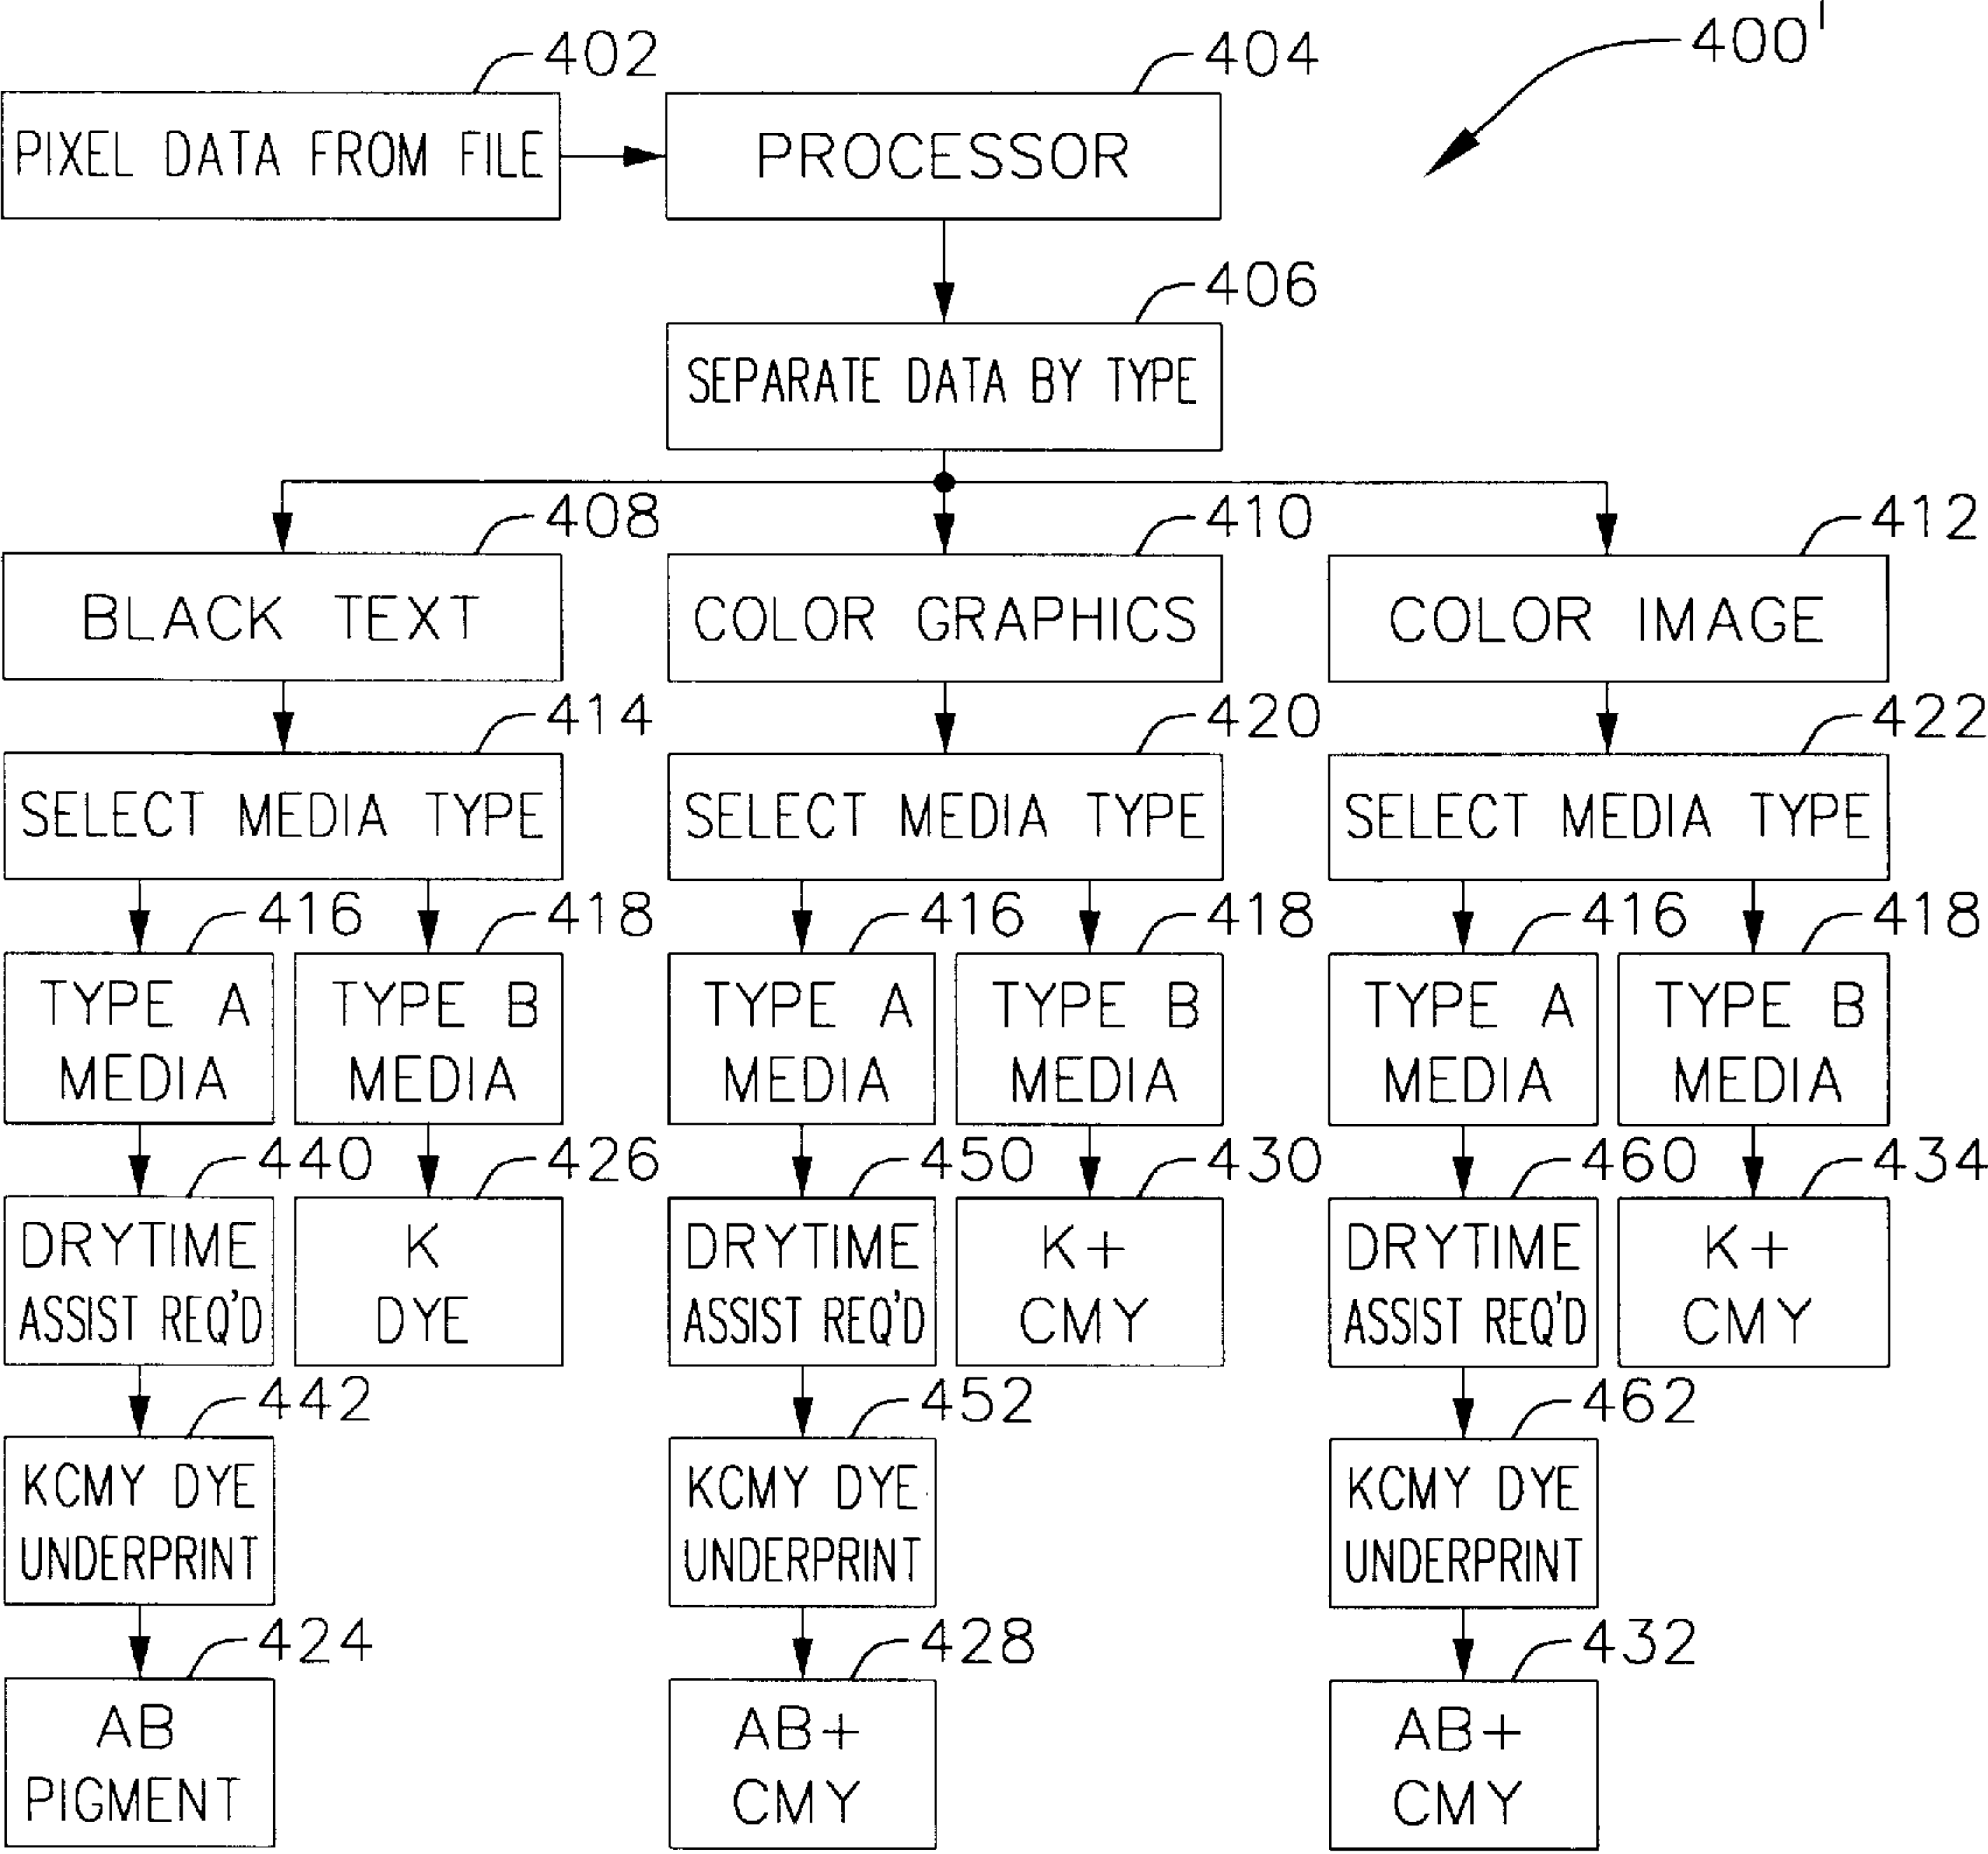 400'
402
404
PIXEL DATA FROM FILE
PROCESSOR
406
SEPARATE DATA BY TYPE
408
410
412
BLACK TEXT
COLOR GRAPHICS
COLOR IMAGE
414
420
422
SELECT MEDIA TYPE
SELECT MEDIA TYPE
SELECT MEDIA TYPE
416
418
416
418
416
418
TYPE A
MEDIA
TYPE B
MEDIA
TYPE A
MEDIA
TYPE B
MEDIA
TYPE A
MEDIA
TYPE B
MEDIA
440
426
450
430
460
434
DRYTIME
ASSIST REQ'D
K
DYE
DRYTIME
ASSIST REQ'D
K+
CMY
DRYTIME
ASSIST REQ'D
K+
CMY
442
452
462
KCMY DYE
UNDERPRINT
KCMY DYE
UNDERPRINT
KCMY DYE
UNDERPRINT
424
428
432
AB
PIGMENT
AB+
CMY
AB+
CMY